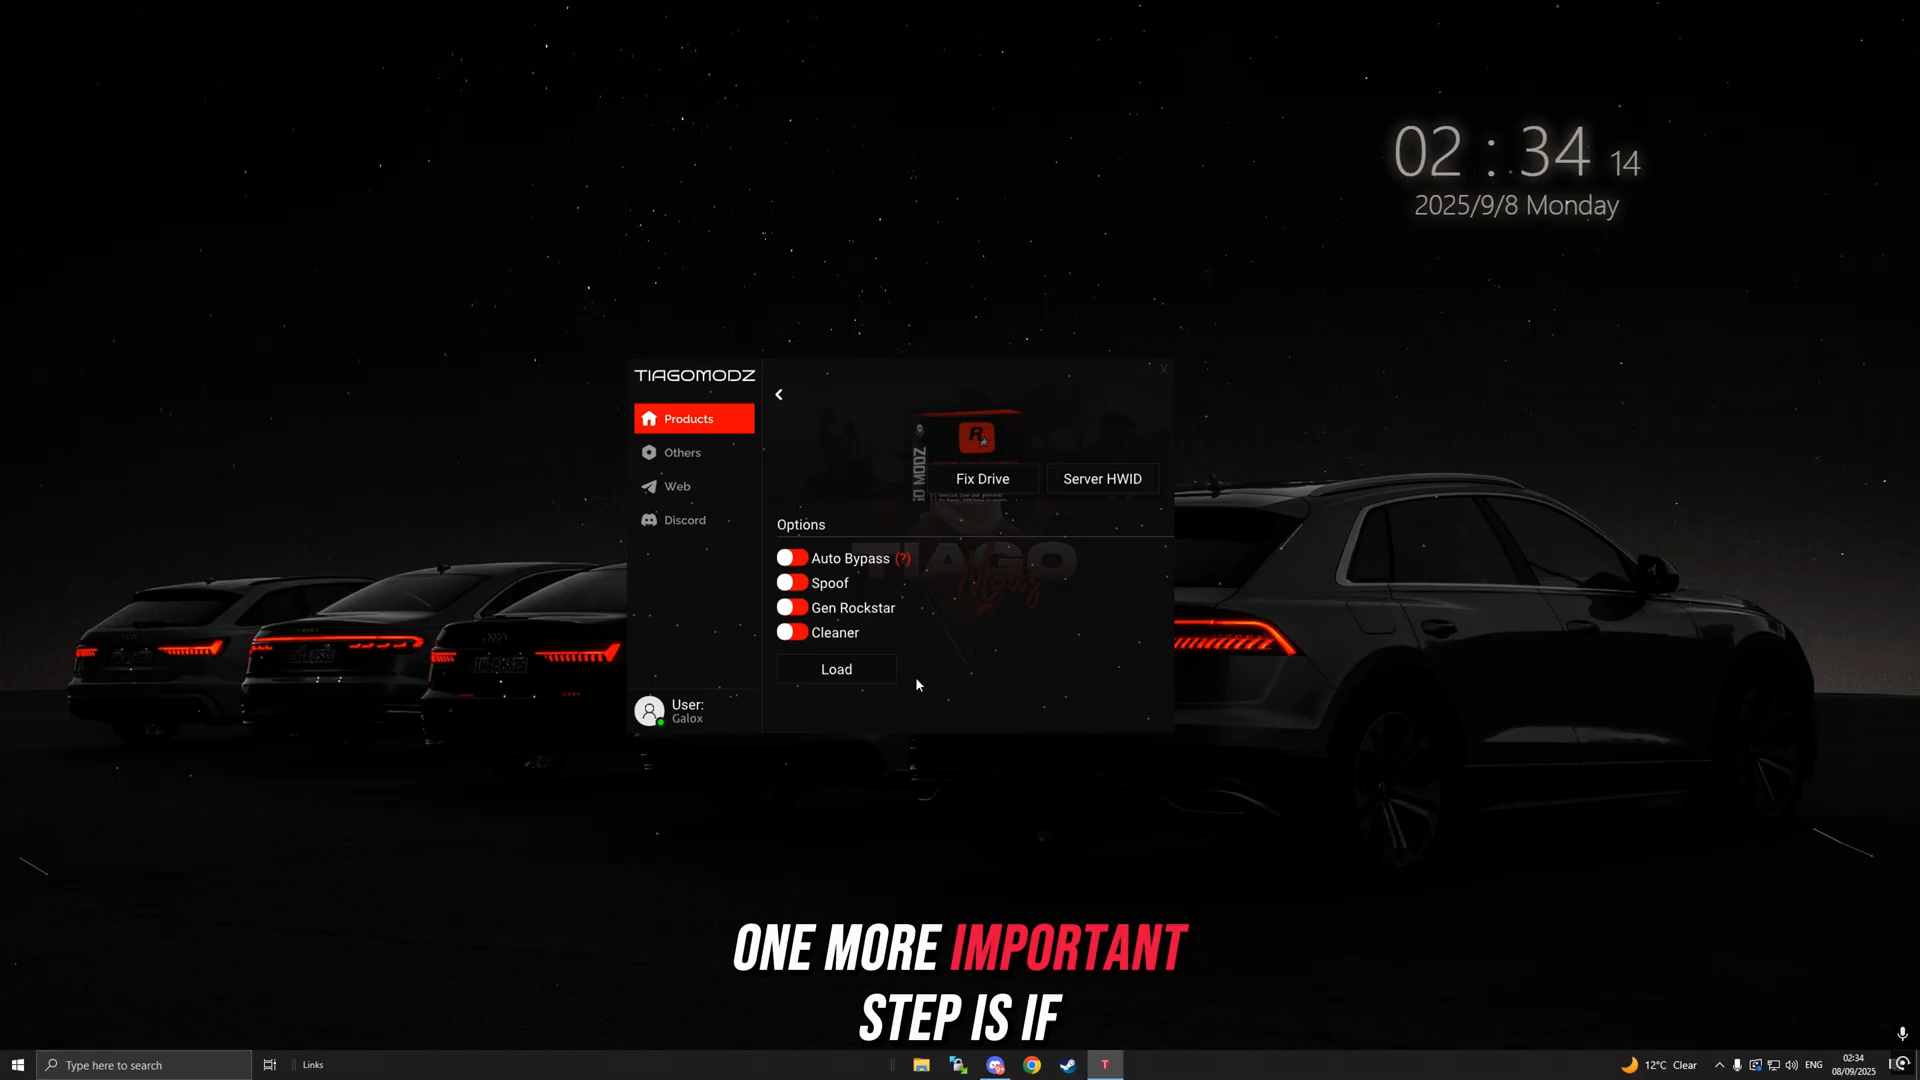 02 : 34 14
2025/9/8 Monday
TIAGOMODZ
X
Products
Others
Web
Discord
Fix Drive
Server HWID
Options
Auto Bypass (?)
Spoof
Gen Rockstar
Cleaner
Load
TIAGO
Modz
User:
Galox
ONE MORE IMPORTANT
STEP IS IF
Type here to search
Links
12°C Clear
ENG
02:34
08/09/2025